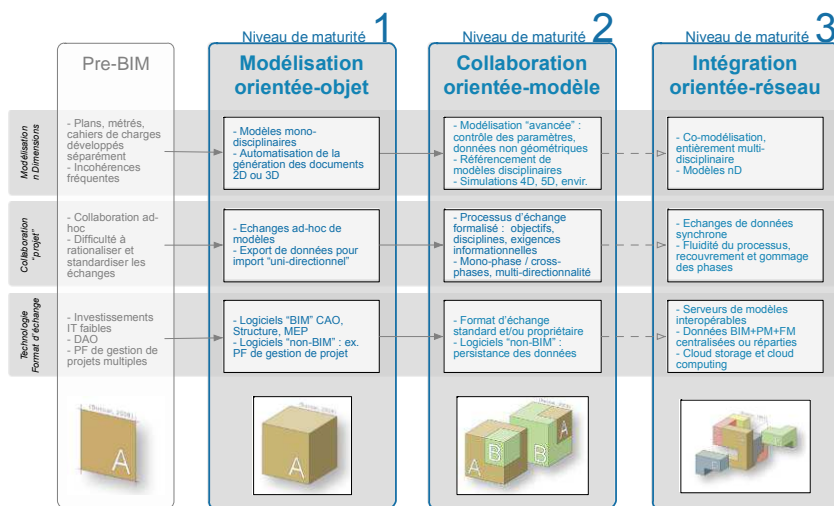 Niveau de maturité 1
Niveau de maturité 2
Niveau de maturité 3
Pre-BIM
Modélisation
orientée-objet
Collaboration
orientée-modèle
Intégration
orientée-réseau
Modélisation
n Dimensions
- Plans, métrés,
cahiers de charges
développés
séparément
- Incohérences
fréquentes
- Modèles mono-
disciplinaires
- Automatisation de la
génération des documents
2D ou 3D
- Modélisation "avancée" :
contrôle des paramètres,
données non géométriques
- Référencement de
modèles disciplinaires
- Simulations 4D, 5D, envir.
- Co-modélisation,
entièrement multi-
disciplinaire
- Modèles nD
Collaboration
"projet"
- Collaboration ad-
hoc
- Difficulté à
rationaliser et
standardiser les
échanges
- Echanges ad-hoc de
modèles
- Export de données pour
import "uni-directionnel"
- Processus d'échange
formalisé : objectifs,
disciplines, exigences
informationnelles
- Mono-phase / cross-
phases, multi-directionnalité
- Echanges de données
synchrone
- Fluidité du processus,
recouvrement et gommage
des phases
Technologie
Format d'échange
- Investissements
IT faibles
- DAO
- PF de gestion de
projets multiples
- Logiciels "BIM" CAO,
Structure, MEP
- Logiciels "non-BIM" : ex.
PF de gestion de projet
- Format d'échange
standard et/ou propriétaire
- Logiciels "non-BIM" :
persistance des données
- Serveurs de modèles
interopérables
- Données BIM+PM+FM
centralisées ou réparties
- Cloud storage et cloud
computing
A
A
A
B
B
A